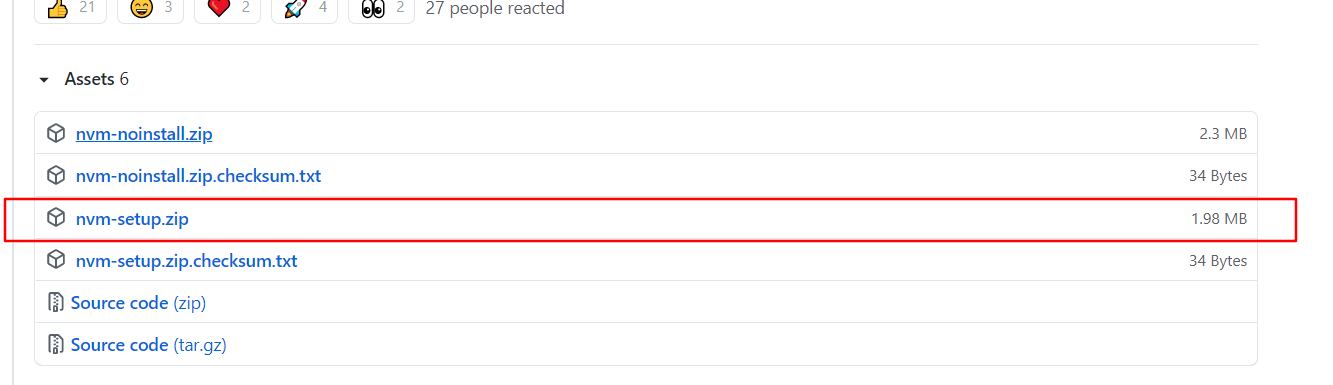 21 3 2 4 2 27 people reacted
Assets 6
nvm-noinstall.zip 2.3 MB
nvm-noinstall.zip.checksum.txt 34 Bytes
nvm-setup.zip 1.98 MB
nvm-setup.zip.checksum.txt 34 Bytes
Source code (zip)
Source code (tar.gz)